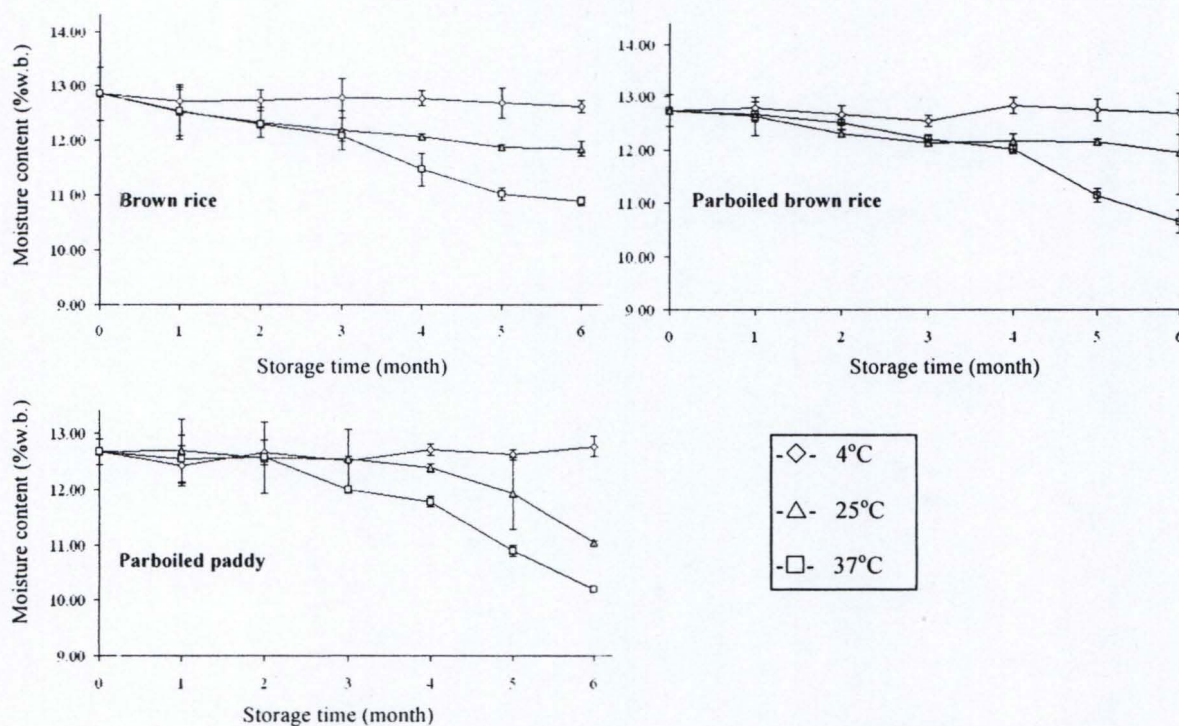 14.00
13.00
12.00
11.00
10.00
9.00
Moisture content (%w.b.)
Brown rice
0 1 2 3 4 5 6
Storage time (month)
14.00
13.00
12.00
11.00
10.00
9.00
Parboiled brown rice
0 1 2 3 4 5 6
Storage time (month)
13.00
12.00
11.00
10.00
9.00
Moisture content (%w.b.)
Parboiled paddy
0 1 2 3 4 5 6
Storage time (month)
4°C
25°C
37°C